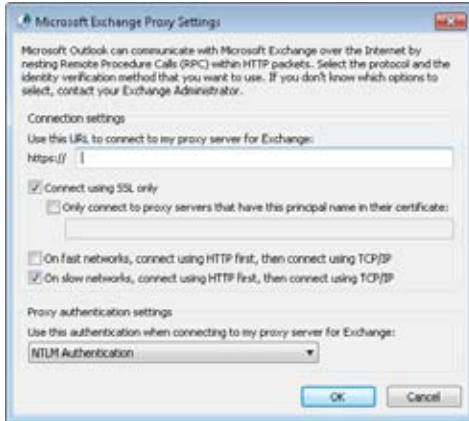 Microsoft Exchange Proxy Settings
Microsoft Outlook can communicate with Microsoft Exchange over the Internet by
nesting Remote Procedure Calls (RPC) within HTTP packets. Select the protocol and the
identity verification method that you want to use. If you don't know which options to
select, contact your Exchange Administrator.
Connection settings
Use this URL to connect to my proxy server for Exchange:
https://
Connect using SSL only
Only connect to proxy servers that have this principal name in their certificate:
On fast networks, connect using HTTP first, then connect using TCP/IP
On slow networks, connect using HTTP first, then connect using TCP/IP
Proxy authentication settings
Use this authentication when connecting to my proxy server for Exchange:
NTLM Authentication
OK Cancel